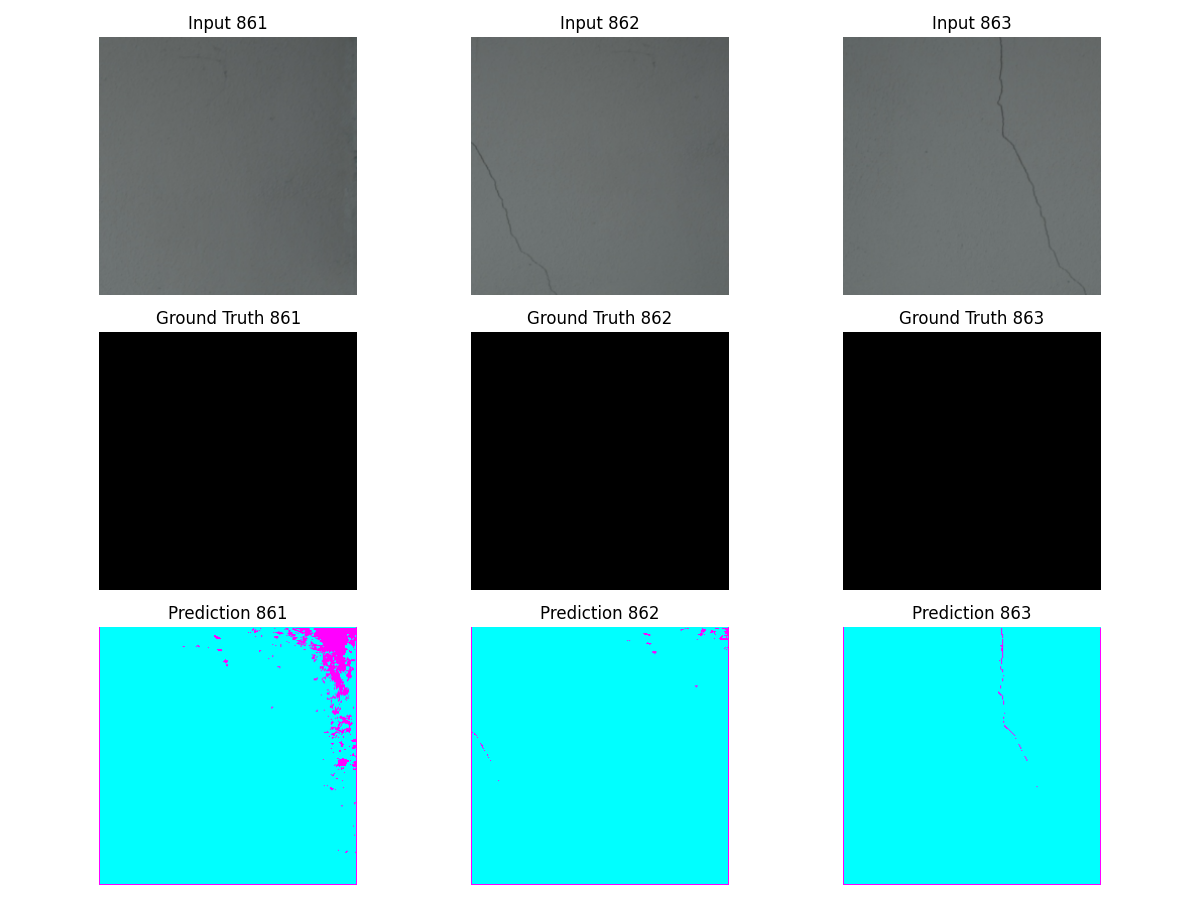 Input 861
Input 862
Input 863
Ground Truth 861
Ground Truth 862
Ground Truth 863
Prediction 861
Prediction 862
Prediction 863